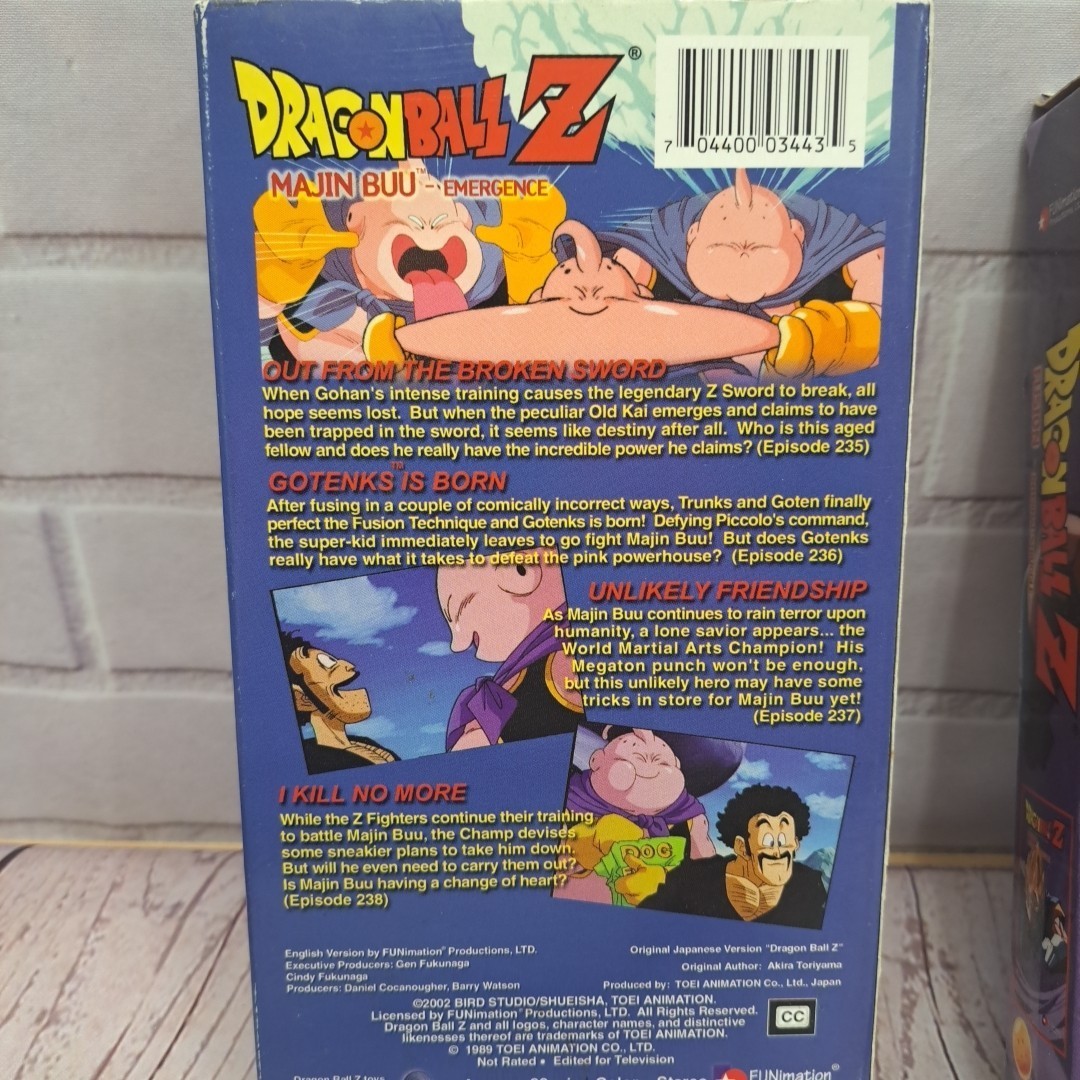 DRAGON BALL Z®
7 04400 03443 5
MAJIN BUU™ - EMERGENCE
OUT FROM THE BROKEN SWORD
When Gohan's intense training causes the legendary Z Sword to break, all
hope seems lost. But when the peculiar Old Kai emerges and claims to have
been trapped in the sword, it seems like destiny after all. Who is this aged
fellow and does he really have the incredible power he claims? (Episode 235)
GOTENKS™ IS BORN
After fusing in a couple of comically incorrect ways, Trunks and Goten finally
perfect the Fusion Technique and Gotenks is born! Defying Piccolo's command,
the super-kid immediately leaves to go fight Majin Buu! But does Gotenks
really have what it takes to defeat the pink powerhouse? (Episode 236)
UNLIKELY FRIENDSHIP
As Majin Buu continues to rain terror upon
humanity, a lone savior appears... the
World Martial Arts Champion! His
Megaton punch won't be enough,
but this unlikely hero may have some
tricks in store for Majin Buu yet!
(Episode 237)
I KILL NO MORE
While the Z Fighters continue their training
to battle Majin Buu, the Champ devises
some sneakier plans to take him down.
But will he even need to carry them out?
Is Majin Buu having a change of heart?
(Episode 238)
DOG
English Version by FUNimation® Productions, LTD.
Executive Producers: Gen Fukunaga
Cindy Fukunaga
Producers: Daniel Cocanougher, Barry Watson
Original Japanese Version "Dragon Ball Z"
Original Author: Akira Toriyama
Produced by: TOEI ANIMATION Co., Ltd., Japan
©2002 BIRD STUDIO/SHUEISHA, TOEI ANIMATION.
Licensed by FUNimation® Productions, LTD. All Rights Reserved.
Dragon Ball Z and all logos, character names, and distinctive
likenesses thereof are trademarks of TOEI ANIMATION.
© 1989 TOEI ANIMATION CO., LTD.
Not Rated • Edited for Television
CC
FUNimation®
DRAGON BALL Z